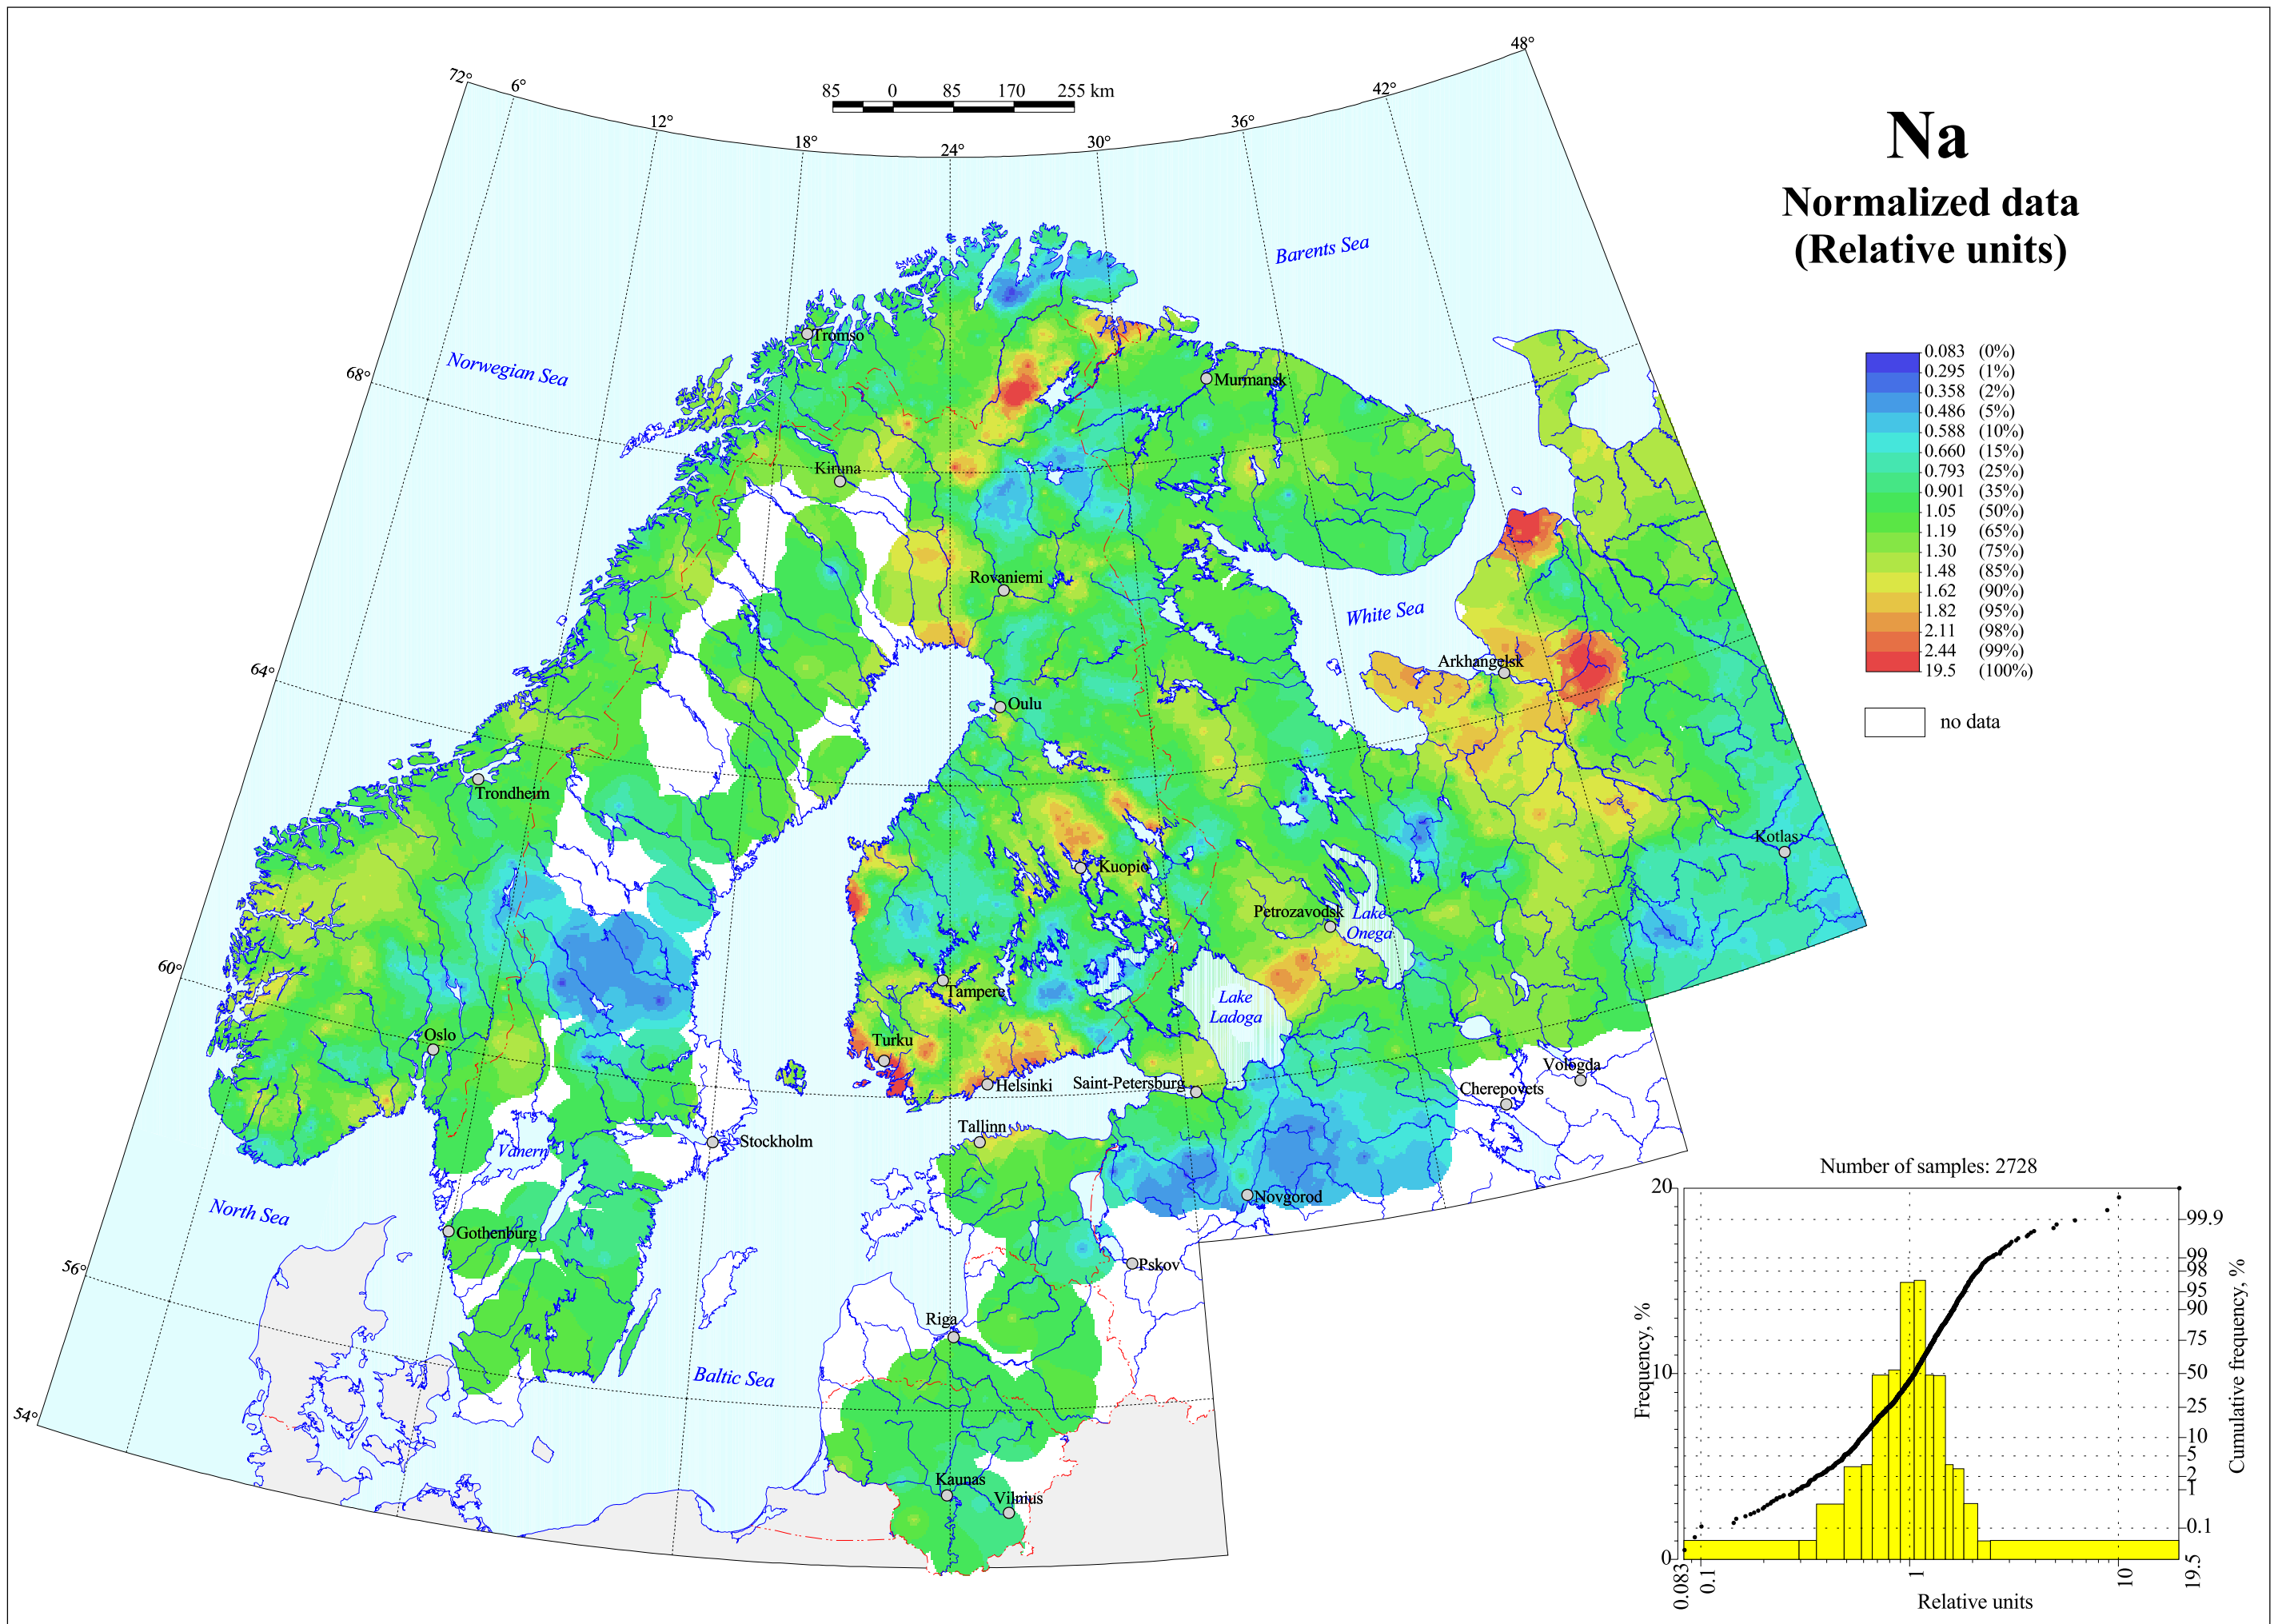 72°
6°
12°
18°
24°
30°
36°
42°
48°
85 0 85 170 255 km
Na
Normalized data
(Relative units)
Barents Sea
Norwegian Sea
68°
Tromso
Murmansk
Kiruna
Rovaniemi
White Sea
Arkhangelsk
64°
Oulu
Trondheim
Kotlas
Kuopio
Petrozavodsk
Lake
Onega
60°
Tampere
Lake
Ladoga
Oslo
Turku
Helsinki
Saint-Petersburg
Vologda
Cherepovets
Tallinn
Stockholm
Vanern
Novgorod
North Sea
Gothenburg
Pskov
56°
Riga
Baltic Sea
54°
Kaunas
Vilnius
0.083 (0%)
0.295 (1%)
0.358 (2%)
0.486 (5%)
0.588 (10%)
0.660 (15%)
0.793 (25%)
0.901 (35%)
1.05 (50%)
1.19 (65%)
1.30 (75%)
1.48 (85%)
1.62 (90%)
1.82 (95%)
2.11 (98%)
2.44 (99%)
19.5 (100%)
no data
Number of samples: 2728
20
10
0
Frequency, %
99.9
99
98
95
90
75
50
25
10
5
2
1
0.1
Cumulative frequency, %
0.083
0.1
1
10
19.5
Relative units